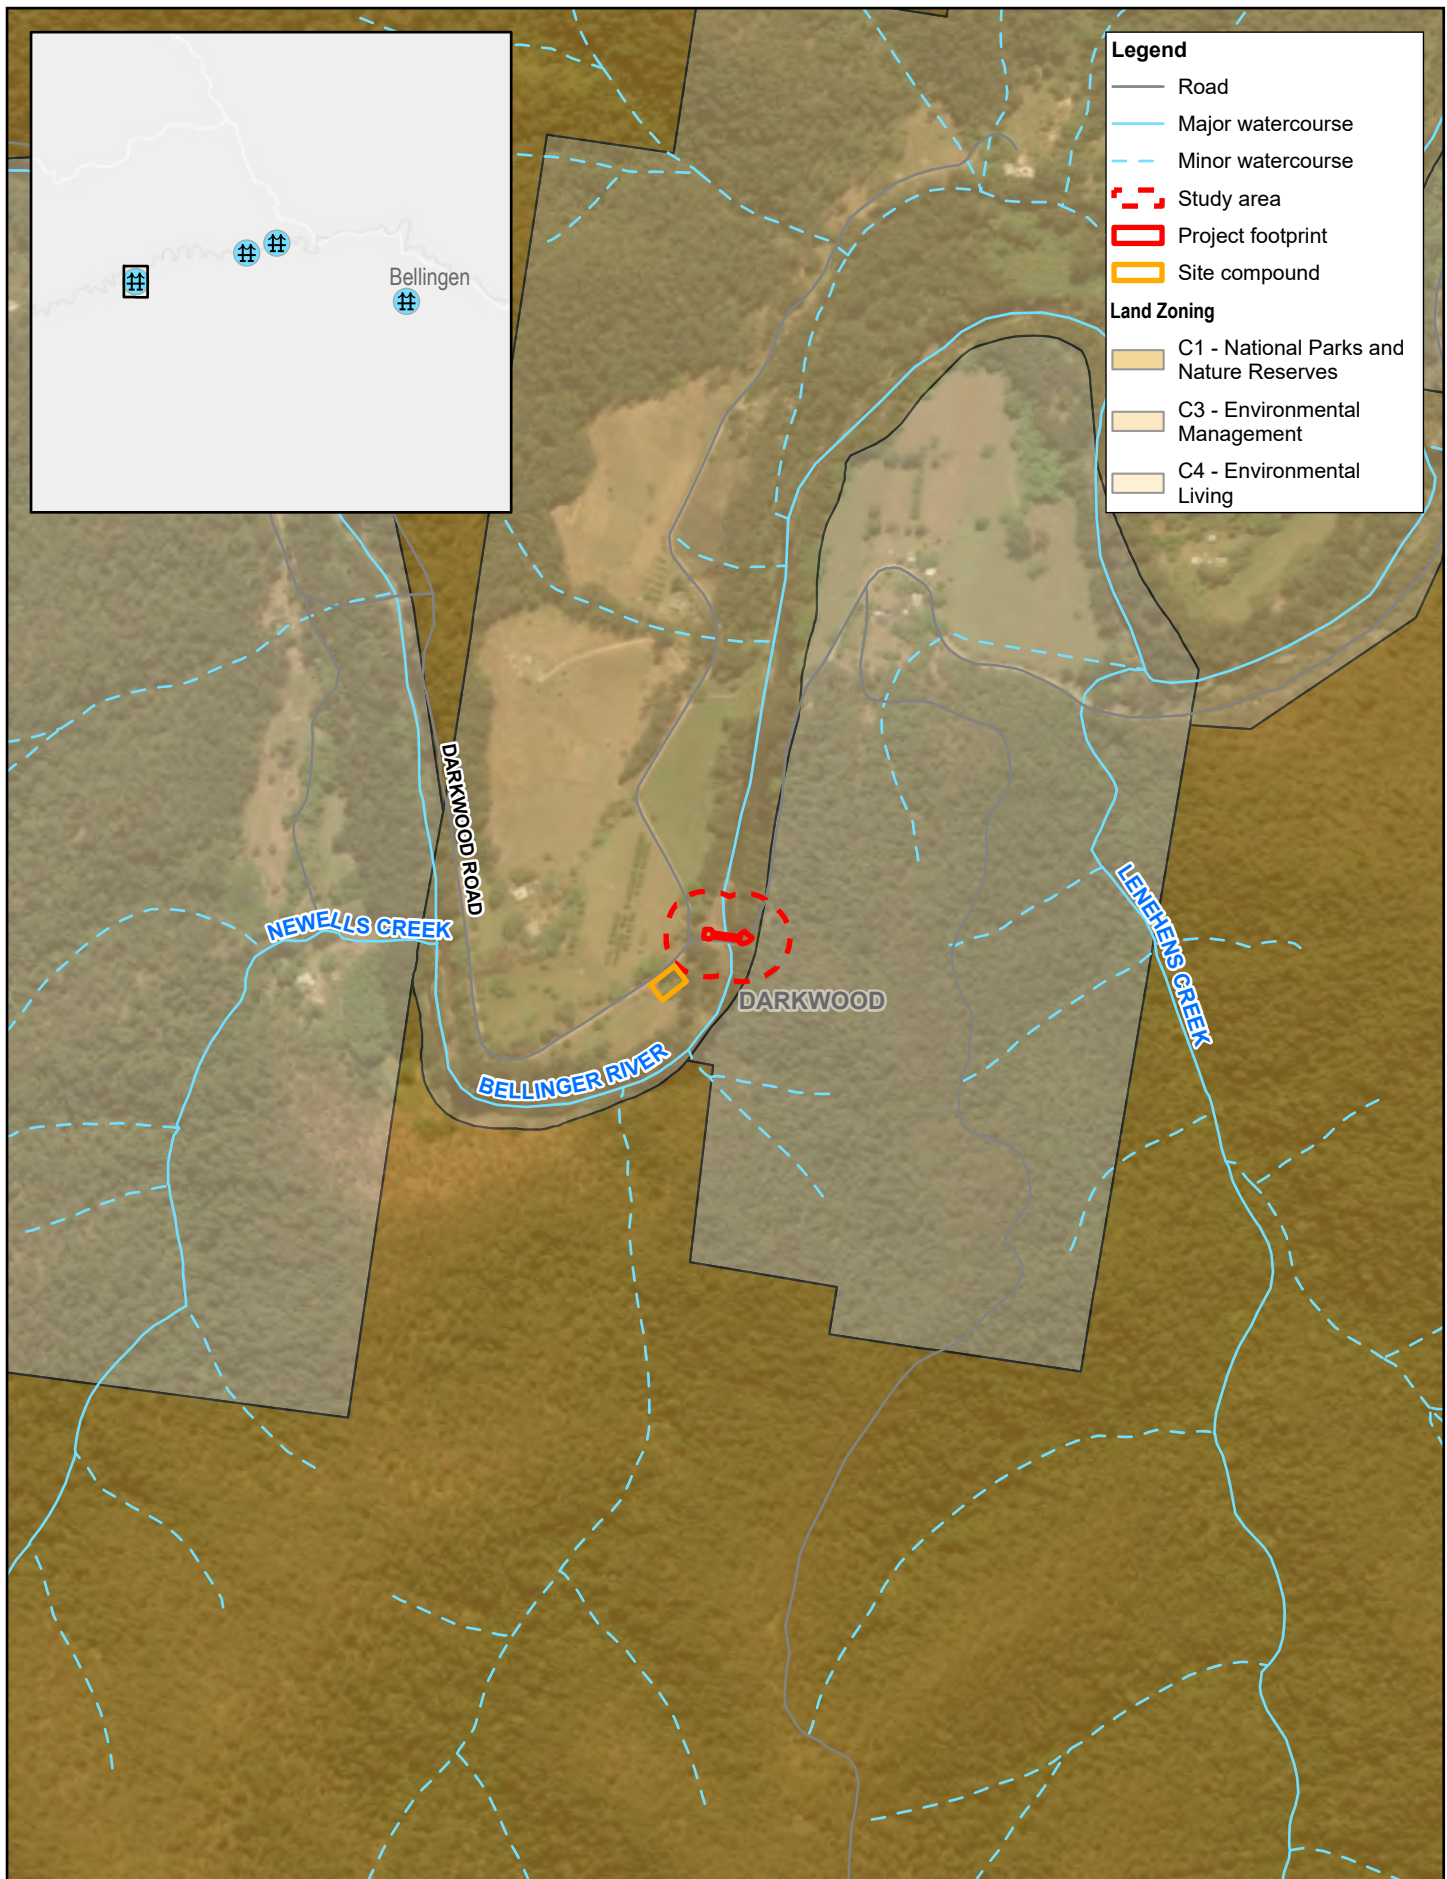 Bellingen
Legend
Road
Major watercourse
Minor watercourse
Study area
Project footprint
Site compound
Land Zoning
C1 - National Parks and
Nature Reserves
C3 - Environmental
Management
C4 - Environmental
Living
DARKWOOD ROAD
NEWELLS CREEK
LENEHENS CREEK
DARKWOOD
BELLINGER RIVER